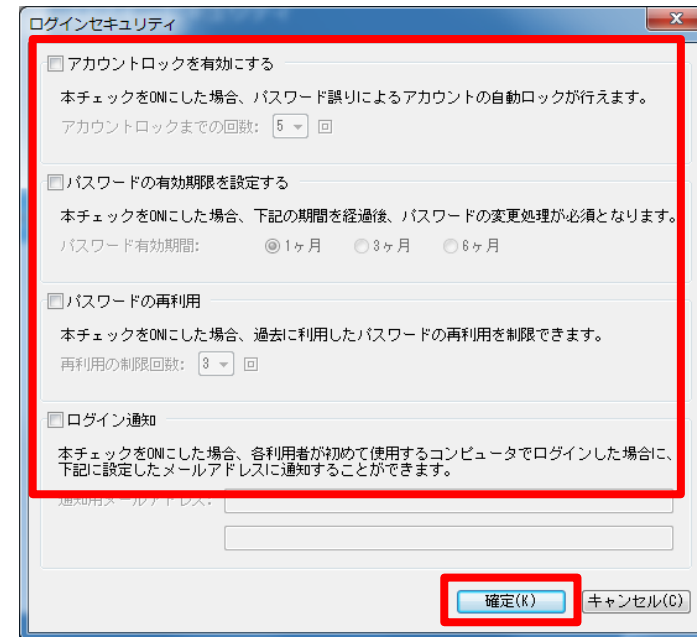 ログインセキュリティ
アカウントロックを有効にする
本チェックをONにした場合、パスワード誤りによるアカウントの自動ロックが行えます。
アカウントロックまでの回数: 5 回
パスワードの有効期限を設定する
本チェックをONにした場合、下記の期間を経過後、パスワードの変更処理が必須となります。
パスワード有効期間: 1ヶ月 3ヶ月 6ヶ月
パスワードの再利用
本チェックをONにした場合、過去に利用したパスワードの再利用を制限できます。
再利用の制限回数: 3 回
ログイン通知
本チェックをONにした場合、各利用者が初めて使用するコンピュータでログインした場合に、
下記に設定したメールアドレスに通知することができます。
通知用メールアドレス:
確定(K) キャンセル(C)